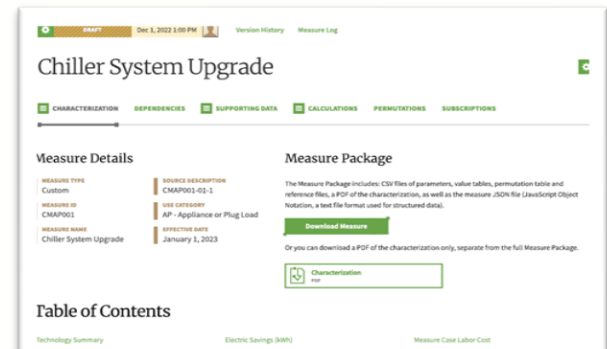 DRAFT Dec 1, 2022 1:00 PM Version History Measure Log
Chiller System Upgrade
CHARACTERIZATION DEPENDENCIES SUPPORTING DATA CALCULATIONS PERMUTATIONS SUBSCRIPTIONS
Measure Details
MEASURE TYPE
Custom
SOURCE DESCRIPTION
CMAP001-01-1
MEASURE ID
CMAP001
USE CATEGORY
AP - Appliance or Plug Load
MEASURE NAME
Chiller System Upgrade
EFFECTIVE DATE
January 1, 2023
Measure Package
The Measure Package includes: CSV files of parameters, value tables, permutation table and
reference files, a PDF of the characterization, as well as the measure JSON file (JavaScript Object
Notation, a text file format used for structured data).
Download Measure
Or you can download a PDF of the characterization only, separate from the full Measure Package.
Characterization
PDF
Table of Contents
Technology Summary Electric Savings (kWh) Measure Case Labor Cost